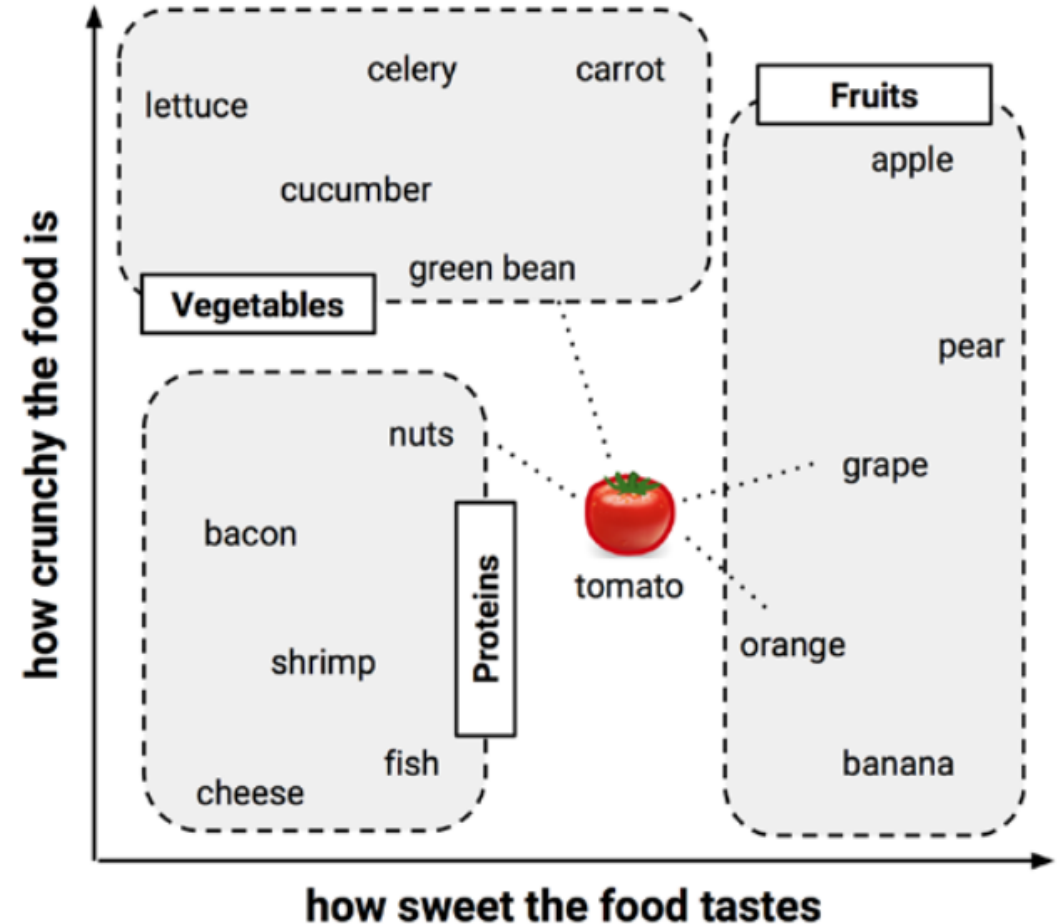 celery
carrot
Fruits
lettuce
apple
cucumber
green bean
Vegetables
pear
nuts
grape
bacon
tomato
Proteins
shrimp
orange
fish
banana
cheese
how crunchy the food is
how sweet the food tastes